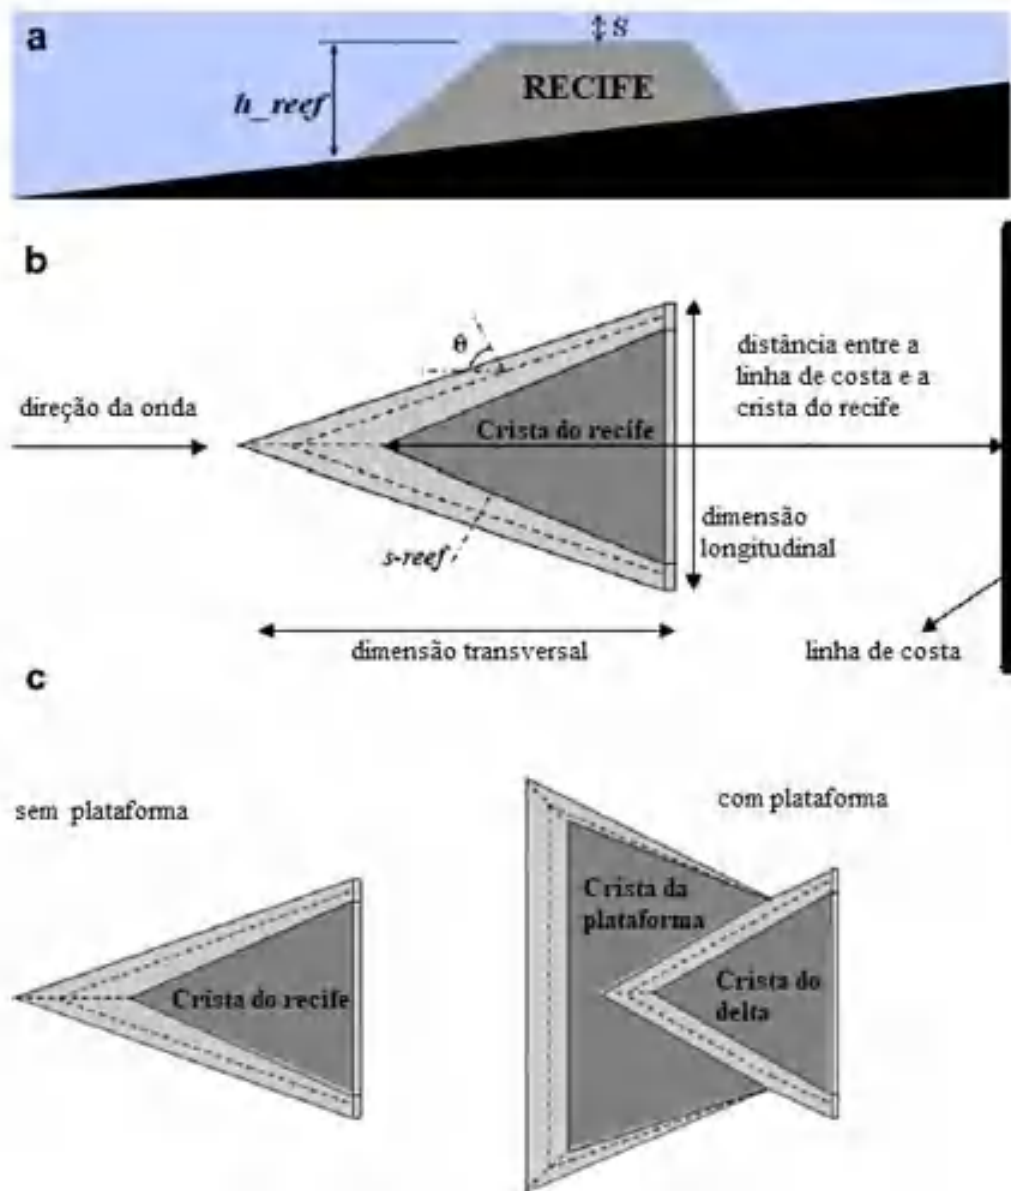 a
S
h_reef
RECIFE
b
θ
direção da onda
Crista do recife
distância entre a
linha de costa e a
crista do recife
s-reef
dimensão
longitudinal
dimensão transversal
linha de costa
c
sem plataforma
com plataforma
Crista do recife
Crista da
plataforma
Crista do
delta